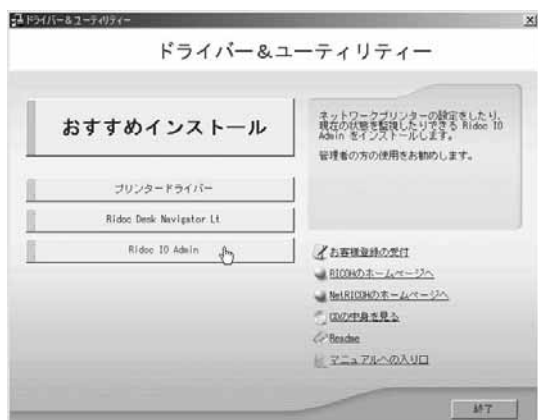 ドライバー&ユーティリティー
ドライバー&ユーティリティー
おすすめインストール
プリンタードライバー
Ridoc Desk Navigator Lt
Ridoc IO Admin
ネットワークプリンターの設定をしたり、
現在の状態を監視したりできる Ridoc IO
Admin をインストールします。
管理者の方の使用をお勧めします。
お客様登録の受付
RICOHのホームページへ
NetRICOHのホームページへ
CDの中身を見る
Readme
マニュアルへの入り口
終了